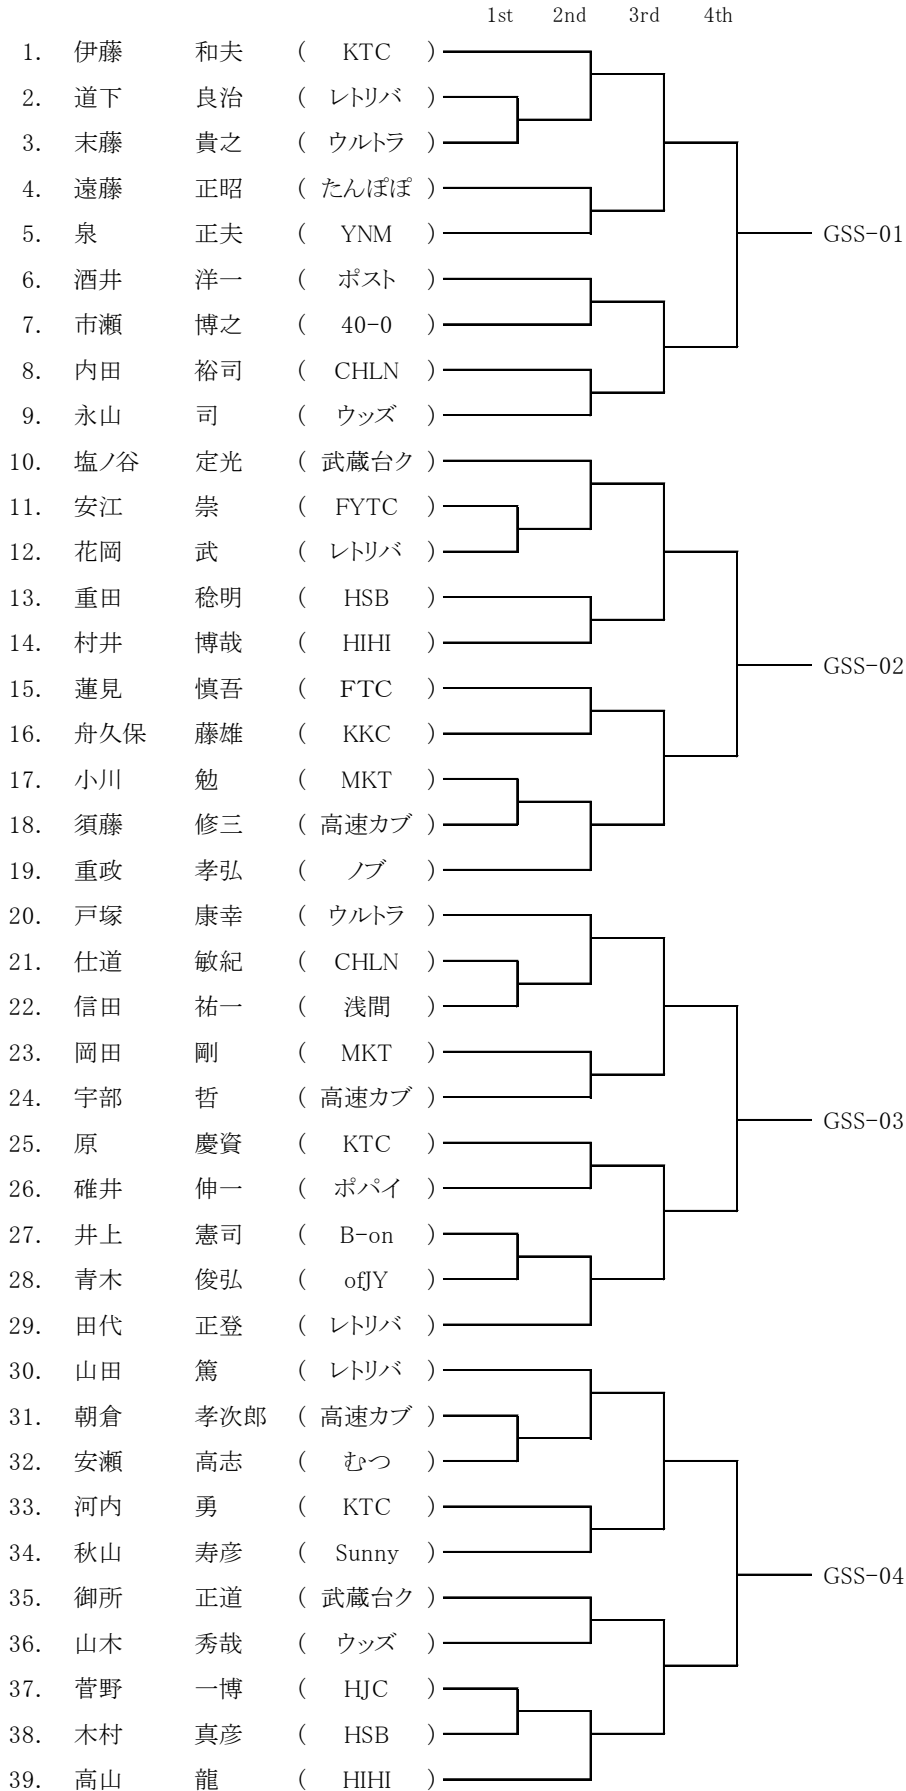 1st 2nd 3rd 4th
1. 伊藤 和夫 ( KTC )
2. 道下 良治 ( レトリバ )
3. 末藤 貴之 ( ウルトラ )
4. 遠藤 正昭 ( たんぽぽ )
5. 泉 正夫 ( YNM )
GSS-01
6. 酒井 洋一 ( ポスト )
7. 市瀬 博之 ( 40-0 )
8. 内田 裕司 ( CHLN )
9. 永山 司 ( ウッズ )
10. 塩ノ谷 定光 ( 武蔵台ク )
11. 安江 崇 ( FYTC )
12. 花岡 武 ( レトリバ )
13. 重田 稔明 ( HSB )
14. 村井 博哉 ( HIHI )
GSS-02
15. 蓮見 慎吾 ( FTC )
16. 舟久保 藤雄 ( KKC )
17. 小川 勉 ( MKT )
18. 須藤 修三 ( 高速カブ )
19. 重政 孝弘 ( ノブ )
20. 戸塚 康幸 ( ウルトラ )
21. 仕道 敏紀 ( CHLN )
22. 信田 祐一 ( 浅間 )
23. 岡田 剛 ( MKT )
24. 宇部 哲 ( 高速カブ )
GSS-03
25. 原 慶資 ( KTC )
26. 碓井 伸一 ( ポパイ )
27. 井上 憲司 ( B-on )
28. 青木 俊弘 ( ofJY )
29. 田代 正登 ( レトリバ )
30. 山田 篤 ( レトリバ )
31. 朝倉 孝次郎 ( 高速カブ )
32. 安瀬 高志 ( むつ )
33. 河内 勇 ( KTC )
34. 秋山 寿彦 ( Sunny )
GSS-04
35. 御所 正道 ( 武蔵台ク )
36. 山木 秀哉 ( ウッズ )
37. 菅野 一博 ( HJC )
38. 木村 真彦 ( HSB )
39. 高山 龍 ( HIHI )